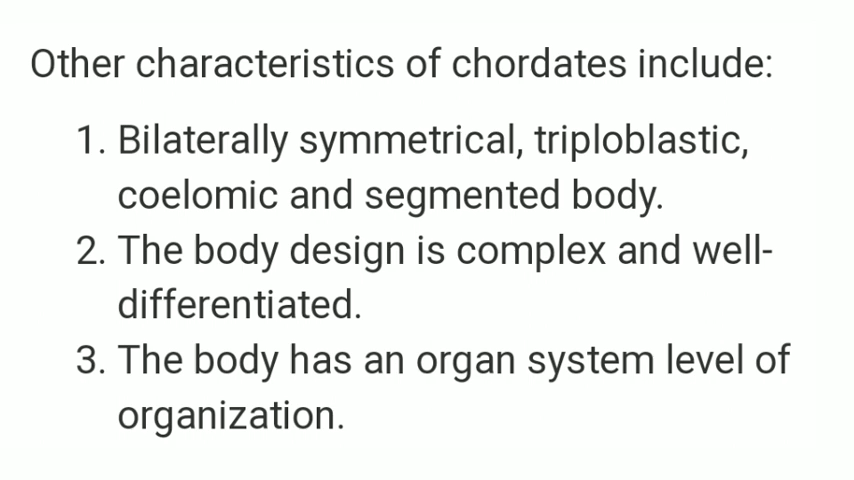 Other characteristics of chordates include:
1. Bilaterally symmetrical, triploblastic,
coelomic and segmented body.
2. The body design is complex and well-
differentiated.
3. The body has an organ system level of
organization.